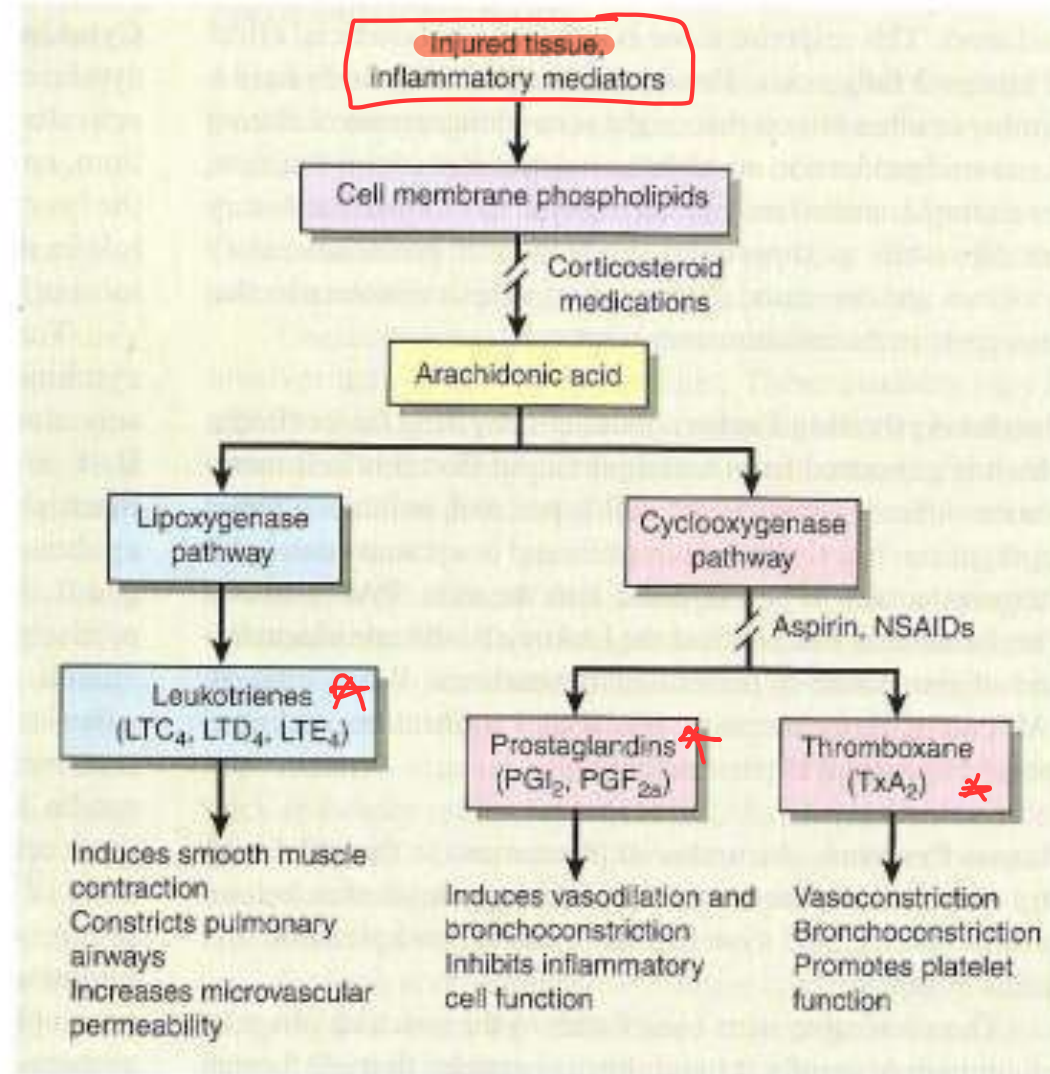 Injured tissue,
inflammatory mediators
Cell membrane phospholipids
Corticosteroid
medications
Arachidonic acid
Lipoxygenase
pathway
Cyclooxygenase
pathway
Aspirin, NSAIDs
Leukotrienes
(LTC₄, LTD₄, LTE₄)
Prostaglandins
(PGI₂, PGF₂ₐ)
Thromboxane
(TxA₂)
Induces smooth muscle
contraction
Constricts pulmonary
airways
Increases microvascular
permeability
Induces vasodilation and
bronchoconstriction
Inhibits inflammatory
cell function
Vasoconstriction
Bronchoconstriction
Promotes platelet
function